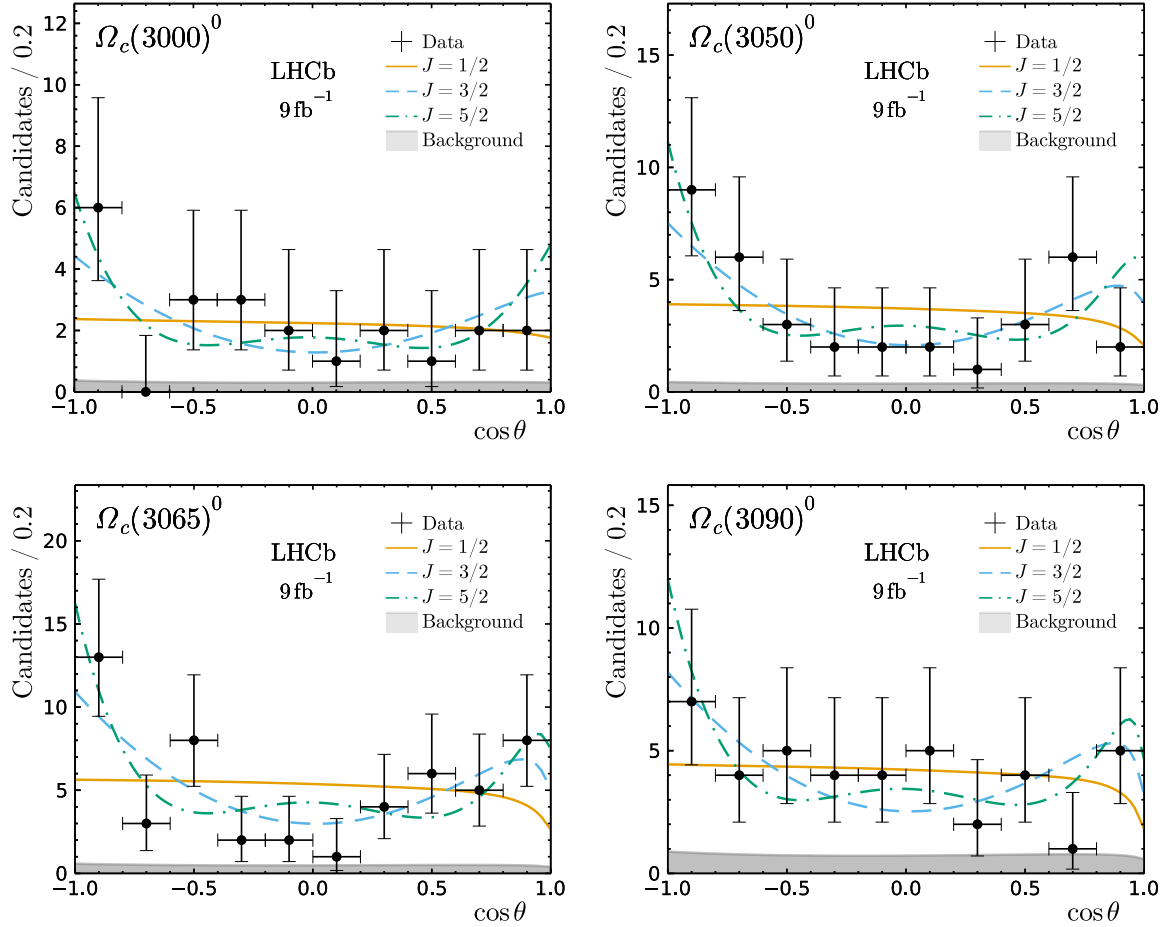 Ω_c(3000)^0
LHCb
9 fb^−1
Data
J = 1/2
J = 3/2
J = 5/2
Background
Candidates / 0.2
0
2
4
6
8
10
12
−1.0
−0.5
0.0
0.5
1.0
cos θ
Ω_c(3050)^0
LHCb
9 fb^−1
Data
J = 1/2
J = 3/2
J = 5/2
Background
Candidates / 0.2
0
5
10
15
−1.0
−0.5
0.0
0.5
1.0
cos θ
Ω_c(3065)^0
LHCb
9 fb^−1
Data
J = 1/2
J = 3/2
J = 5/2
Background
Candidates / 0.2
0
5
10
15
20
−1.0
−0.5
0.0
0.5
1.0
cos θ
Ω_c(3090)^0
LHCb
9 fb^−1
Data
J = 1/2
J = 3/2
J = 5/2
Background
Candidates / 0.2
0
5
10
15
−1.0
−0.5
0.0
0.5
1.0
cos θ